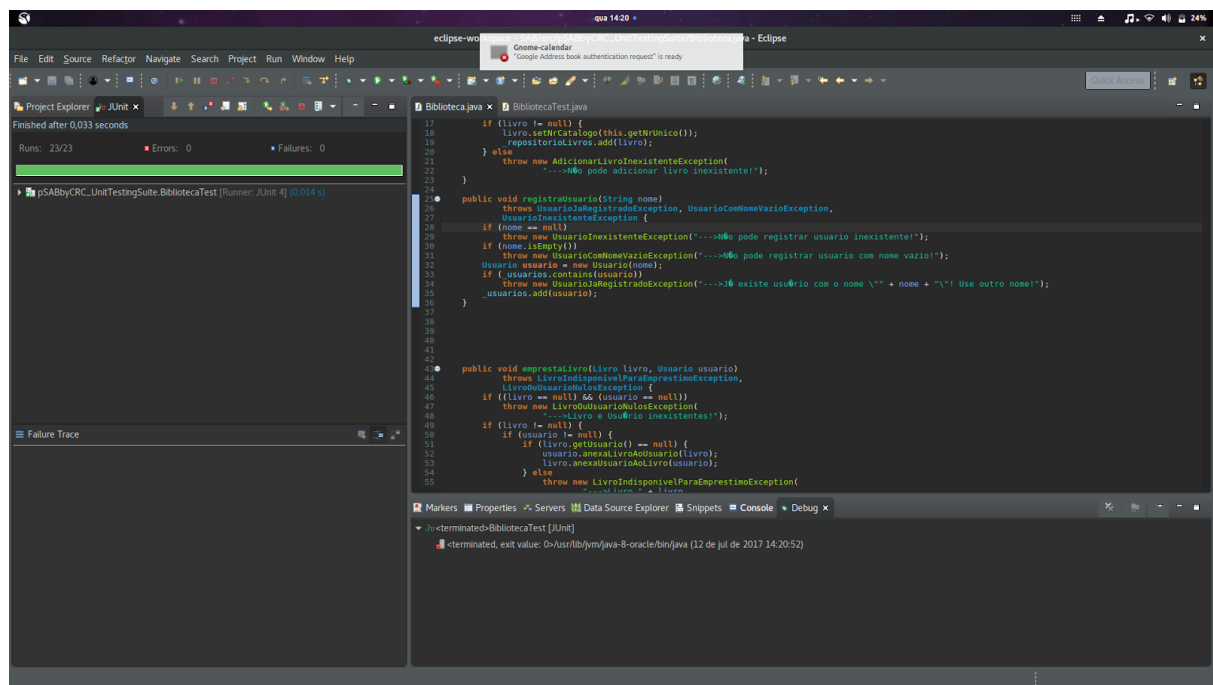 qua 14:20
24%
eclipse-workspace - SAB/src/pSABbyCRC_UnitTestingSuite/Biblioteca.java - Eclipse
Gnome-calendar
"Google Address book authentication request" is ready
File Edit Source Refactor Navigate Search Project Run Window Help
Quick Access
Project Explorer JUnit
Finished after 0,033 seconds
Runs: 23/23 Errors: 0 Failures: 0
pSABbyCRC_UnitTestingSuite.BibliotecaTest [Runner: JUnit 4] (0,014 s)
Failure Trace
Biblioteca.java BibliotecaTest.java
17 if (livro != null) {
18 livro.setNrCatalogo(this.getNrUnico());
19 _repositorioLivros.add(livro);
20 } else
21 throw new AdicionarLivroInexistenteException(
22 "--->N�o pode adicionar livro inexistente!");
23 }
24
25 public void registraUsuario(String nome)
26 throws UsuarioJaRegistradoException, UsuarioComNomeVazioException,
27 UsuarioInexistenteException {
28 if (nome == null)
29 throw new UsuarioInexistenteException("--->N�o pode registrar usuario inexistente!");
30 if (nome.isEmpty())
31 throw new UsuarioComNomeVazioException("--->N�o pode registrar usuario com nome vazio!");
32 Usuario usuario = new Usuario(nome);
33 if (_usuarios.contains(usuario))
34 throw new UsuarioJaRegistradoException("--->J� existe usu�rio com o nome \"" + nome + "\"! Use outro nome!");
35 _usuarios.add(usuario);
36 }
37
38
39
40
41
42
43 public void emprestaLivro(Livro livro, Usuario usuario)
44 throws LivroIndisponivelParaEmprestimoException,
45 LivroOuUsuarioNulosException {
46 if ((livro == null) && (usuario == null))
47 throw new LivroOuUsuarioNulosException(
48 "--->Livro e Usu�rio inexistentes!");
49 if (livro != null) {
50 if (usuario != null) {
51 if (livro.getUsuario() == null) {
52 usuario.anexaLivroAoUsuario(livro);
53 livro.anexaUsuarioAoLivro(usuario);
54 } else
55 throw new LivroIndisponivelParaEmprestimoException(
"--->Livro " + livro
Markers Properties Servers Data Source Explorer Snippets Console Debug
<terminated>BibliotecaTest [JUnit]
<terminated, exit value: 0>/usr/lib/jvm/java-8-oracle/bin/java (12 de jul de 2017 14:20:52)